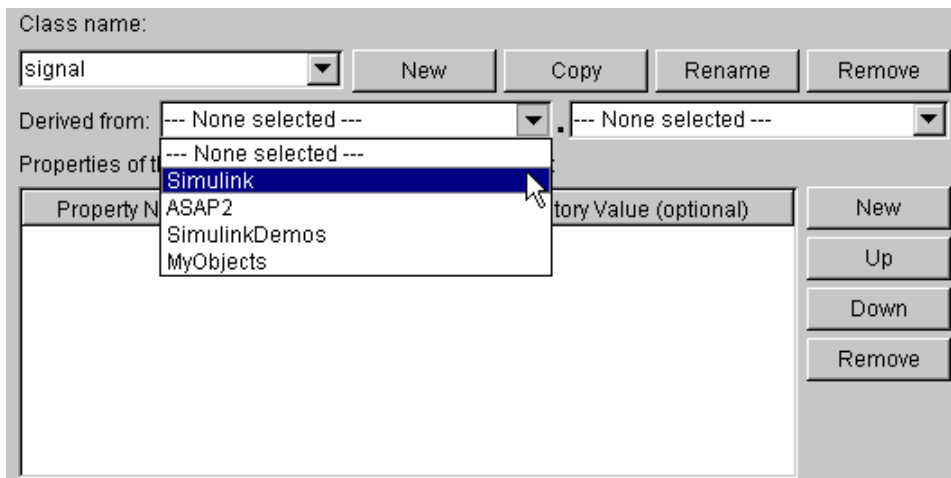 Class name:
signal New Copy Rename Remove
Derived from: --- None selected --- . --- None selected ---
--- None selected ---
Properties of t :
Simulink
Property N tory Value (optional) New
ASAP2
SimulinkDemos
MyObjects
Up
Down
Remove